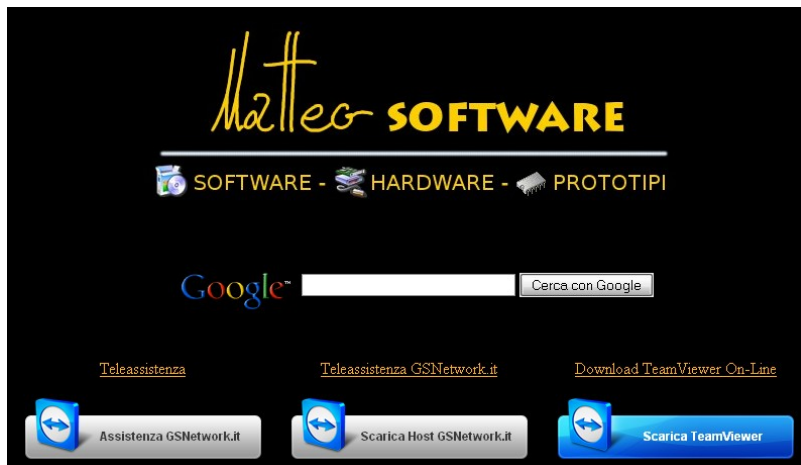 Matteo SOFTWARE
SOFTWARE - HARDWARE - PROTOTIPI
Google™ Cerca con Google
Teleassistenza Teleassistenza GSNetwork.it Download TeamViewer On-Line
Assistenza GSNetwork.it Scarica Host GSNetwork.it Scarica TeamViewer